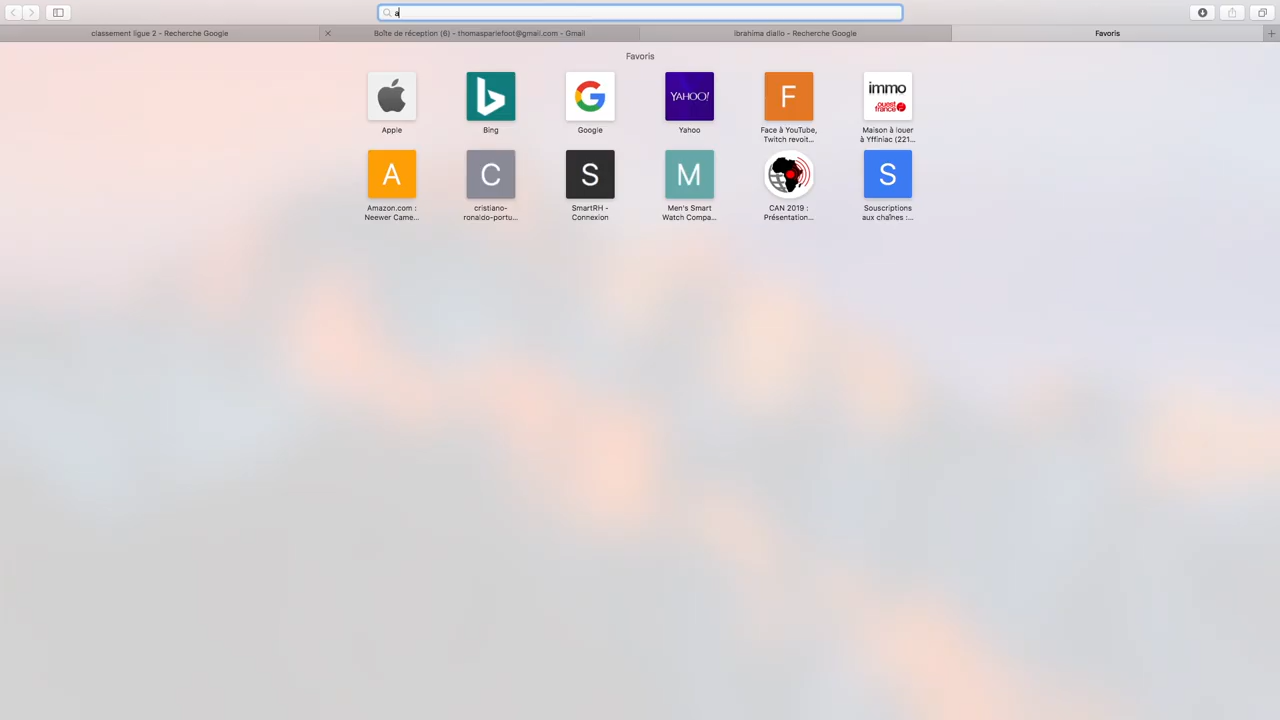 a
classement ligue 2 - Recherche Google
Boîte de réception (6) - thomaspariefoot@gmail.com - Gmail
ibrahima diallo - Recherche Google
Favoris
Favoris
Apple
Bing
Google
YAHOO!
Yahoo
F
Face à YouTube,
Twitch revoit...
immo
ouest
france
Maison à louer
à Yffiniac (221...
A
Amazon.com :
Neewer Came...
C
cristiano-
ronaldo-portu...
S
SmartRH -
Connexion
M
Men's Smart
Watch Compa...
CAN 2019 :
Présentation...
S
Souscriptions
aux chaînes :...